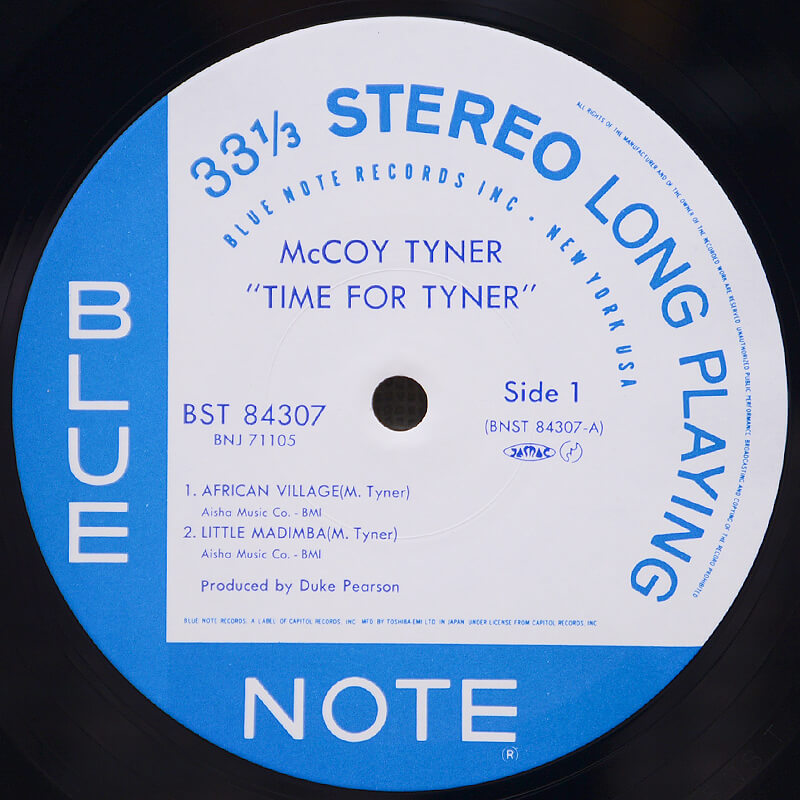 33⅓ STEREO LONG PLAYING
BLUE NOTE RECORDS INC · NEW YORK USA
ALL RIGHTS OF THE MANUFACTURER AND OF THE OWNER OF THE RECORDED WORK ARE RESERVED. UNAUTHORIZED PUBLIC PERFORMANCE, BROADCASTING AND COPYING OF THE RECORD PROHIBITED
McCOY TYNER
"TIME FOR TYNER"
BST 84307
BNJ 71105
Side 1
(BNST 84307-A)
JASRAC
1. AFRICAN VILLAGE(M. Tyner)
Aisha Music Co. - BMI
2. LITTLE MADIMBA(M. Tyner)
Aisha Music Co. - BMI
Produced by Duke Pearson
BLUE NOTE RECORDS, A LABEL OF CAPITOL RECORDS, INC MFD BY TOSHIBA EMI LTD IN JAPAN UNDER LICENSE FROM CAPITOL RECORDS, INC
BLUE
NOTE
®